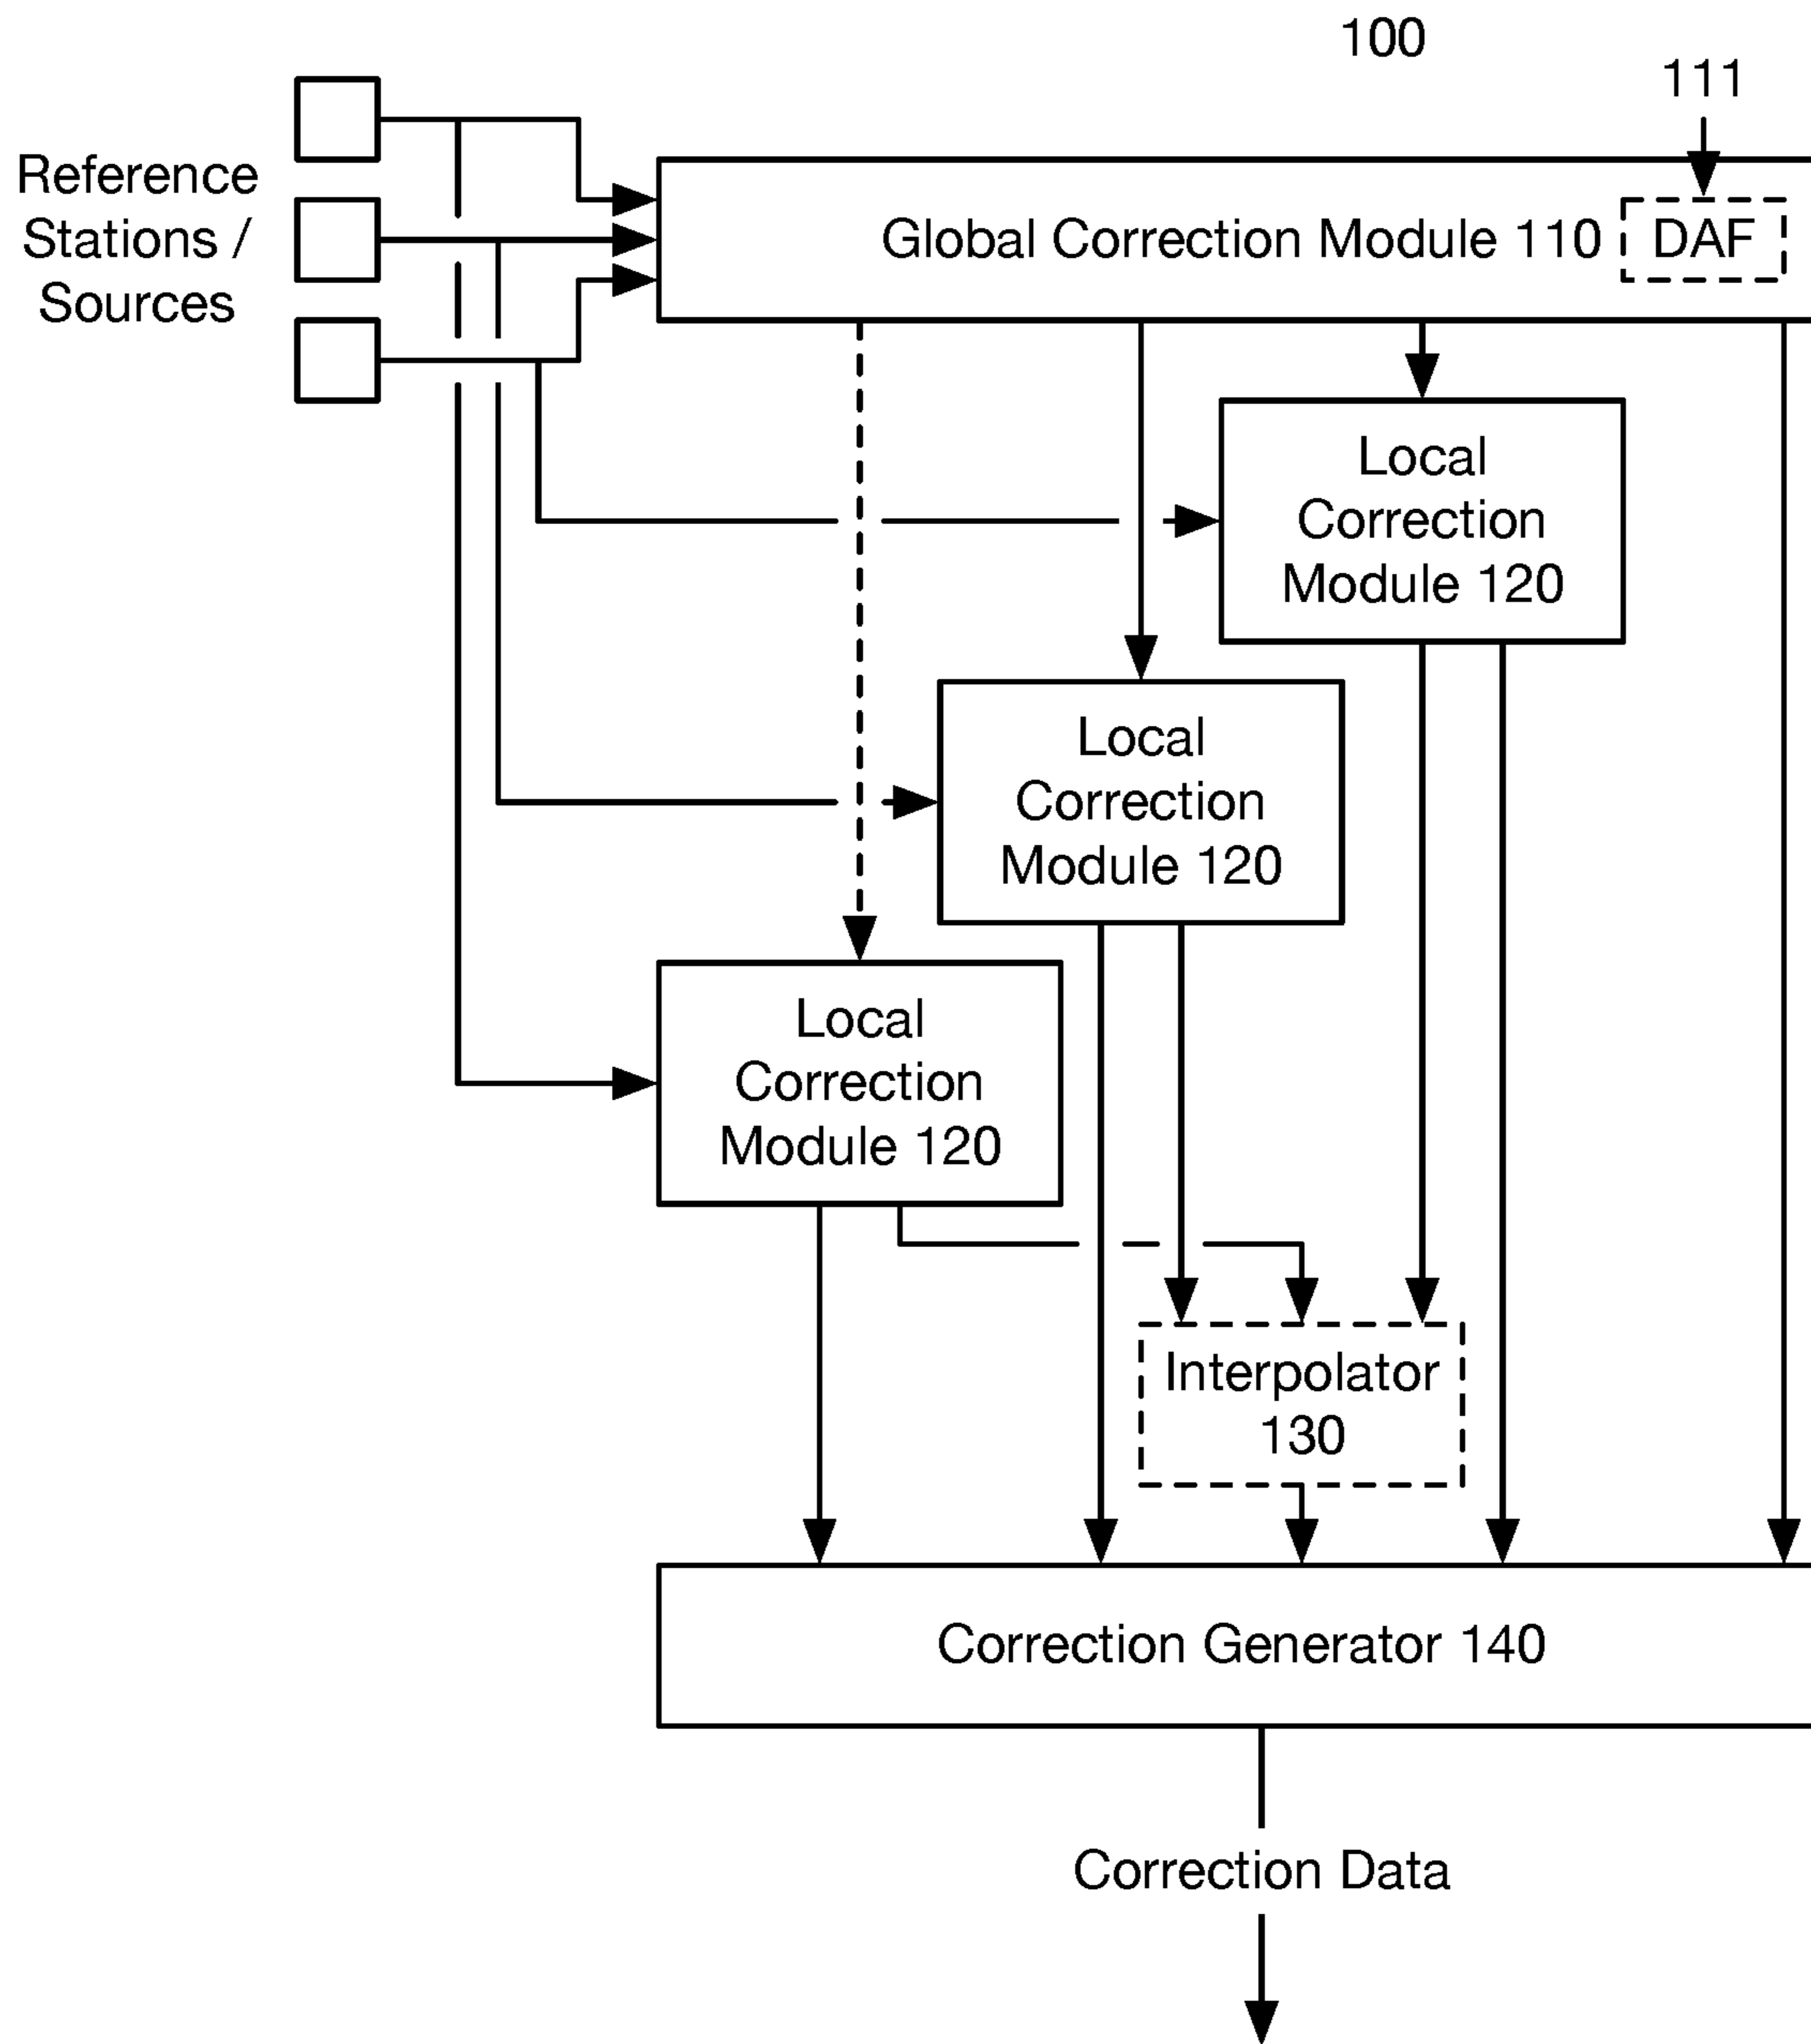 100
111
Reference
Stations /
Sources
Global Correction Module 110
DAF
Local
Correction
Module 120
Local
Correction
Module 120
Local
Correction
Module 120
Interpolator
130
Correction Generator 140
Correction Data